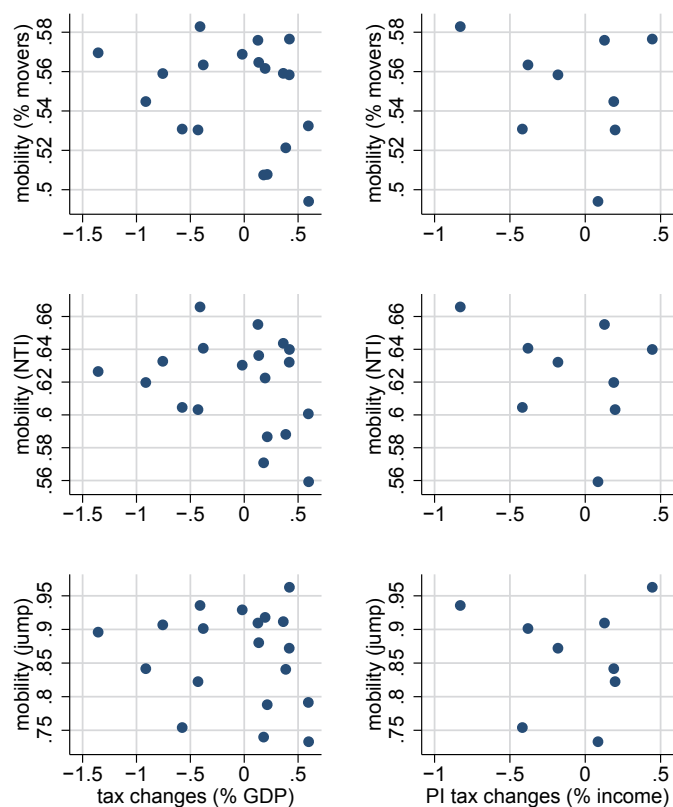 mobility (% movers)
.5 .52 .54 .56 .58
−1.5 −1 −.5 0 .5
mobility (% movers)
.5 .52 .54 .56 .58
−1 −.5 0 .5
mobility (NTI)
.56 .58 .6 .62 .64 .66
−1.5 −1 −.5 0 .5
mobility (NTI)
.56 .58 .6 .62 .64 .66
−1 −.5 0 .5
mobility (jump)
.75 .8 .85 .9 .95
−1.5 −1 −.5 0 .5
tax changes (% GDP)
mobility (jump)
.75 .8 .85 .9 .95
−1 −.5 0 .5
PI tax changes (% income)